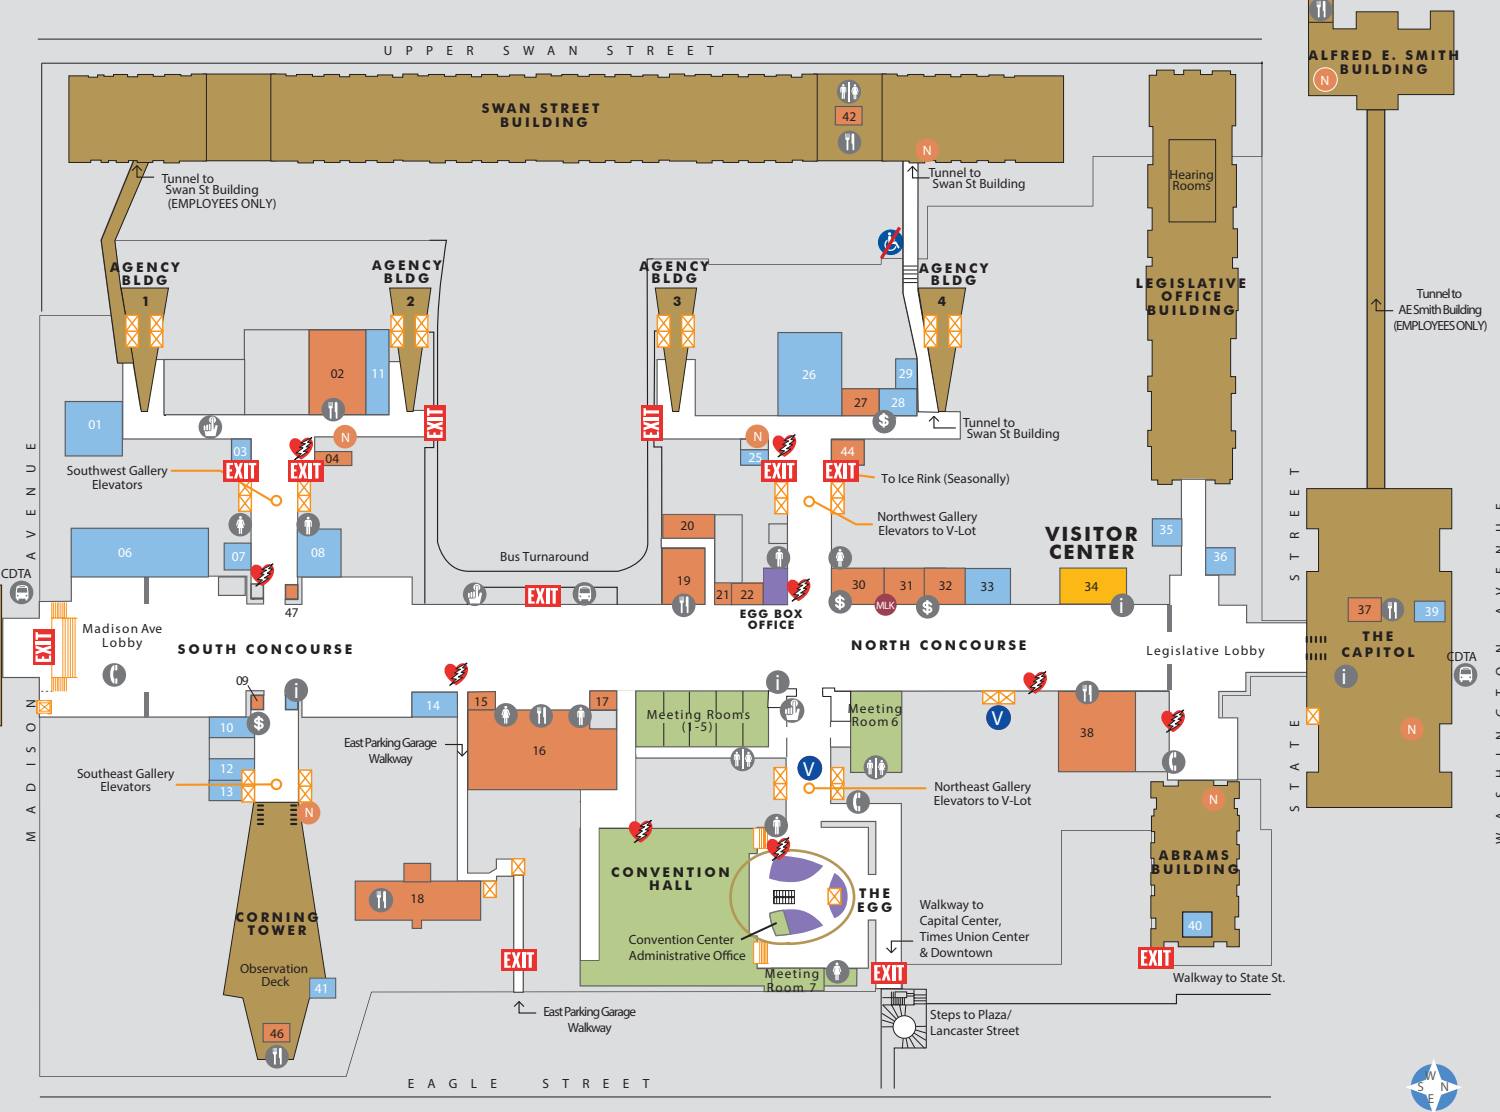 UPPER SWAN STREET
ALFRED E. SMITH
BUILDING
N
SWAN STREET
BUILDING
42
N
Tunnel to
Swan St Building
(EMPLOYEES ONLY)
Tunnel to
Swan St Building
Hearing
Rooms
AGENCY
BLDG
1
AGENCY
BLDG
2
AGENCY
BLDG
3
AGENCY
BLDG
4
LEGISLATIVE
OFFICE
BUILDING
Tunnel to
AE Smith Building
(EMPLOYEES ONLY)
01
02
11
26
27
28
29
$
EXIT
EXIT
Tunnel to
Swan St Building
03
N
04
N
25
44
EXIT
EXIT
EXIT
EXIT
Southwest Gallery
Elevators
To Ice Rink (Seasonally)
Northwest Gallery
Elevators to V-Lot
MADISON AVENUE
STATE STREET
WASHINGTON AVENUE
06
07
08
20
19
21
22
Bus Turnaround
EXIT
VISITOR
CENTER
30
31
32
33
34
35
36
$
MLK
$
i
CDTA
47
EGG BOX
OFFICE
37
39
THE
CAPITOL
i
N
CDTA
EXIT
Madison Ave
Lobby
SOUTH CONCOURSE
NORTH CONCOURSE
Legislative Lobby
09
i
$
10
12
13
14
15
16
17
Meeting Rooms
(1-5)
i
Meeting
Room 6
V
V
38
East Parking Garage
Walkway
Southeast Gallery
Elevators
N
Northeast Gallery
Elevators to V-Lot
N
ABRAMS
BUILDING
40
EXIT
Walkway to State St.
CORNING
TOWER
Observation
Deck
41
46
18
EXIT
East Parking Garage
Walkway
CONVENTION
HALL
THE
EGG
Convention Center
Administrative Office
Meeting
Room 7
Walkway to
Capital Center,
Times Union Center
& Downtown
EXIT
Steps to Plaza/
Lancaster Street
EAGLE STREET
W
S N
E